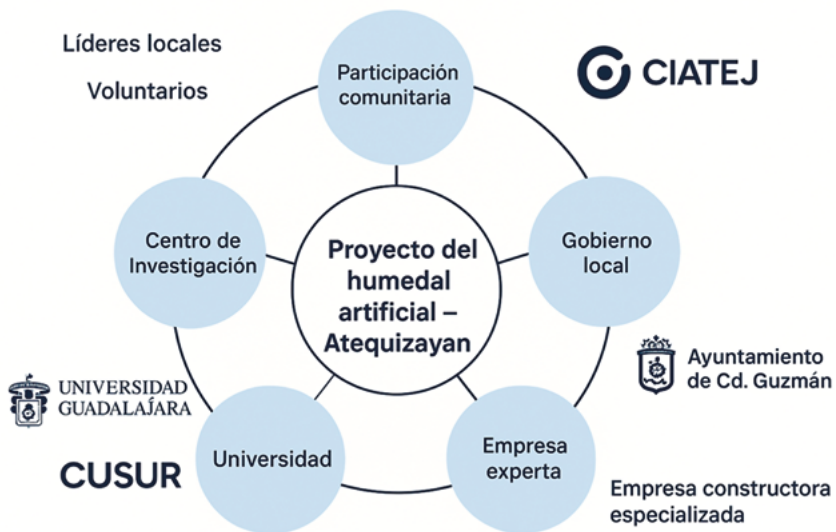 Líderes locales
Voluntarios
Participación
comunitaria
CIATEJ
Centro de
Investigación
Proyecto del
humedal
artificial –
Atequizayan
Gobierno
local
UNIVERSIDAD
GUADALAJARA
Ayuntamiento
de Cd. Guzmán
CUSUR
Universidad
Empresa
experta
Empresa constructora
especializada